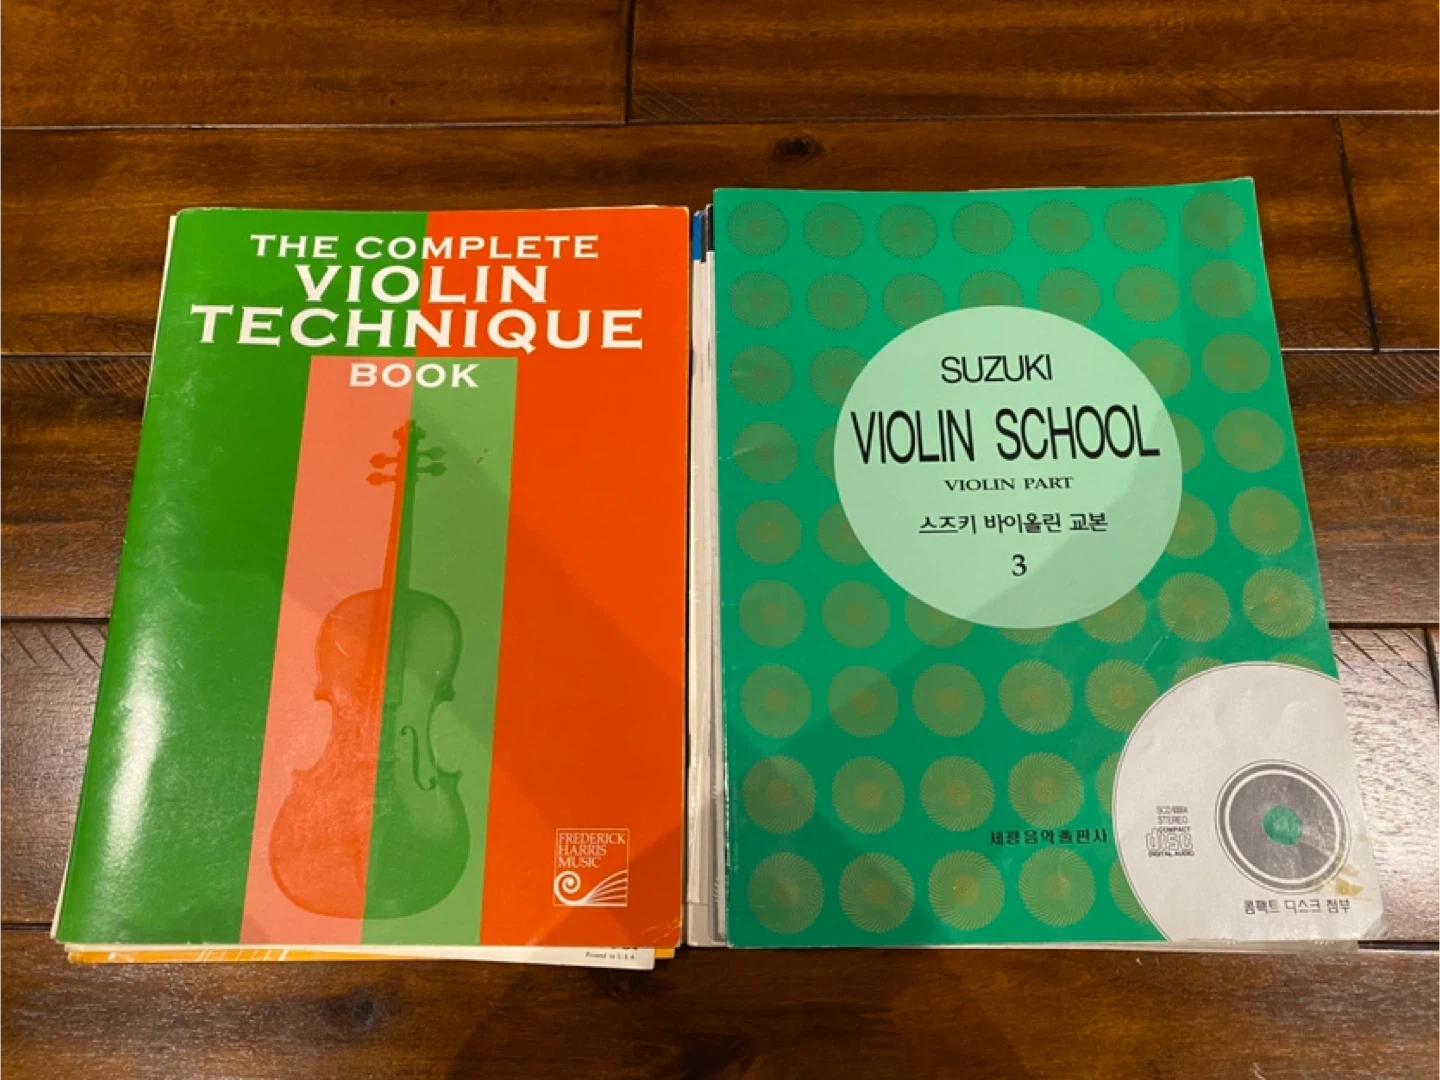 THE COMPLETE
VIOLIN
TECHNIQUE
BOOK
FREDERICK
HARRIS
MUSIC
Printed in U.S.A.
SUZUKI
VIOLIN SCHOOL
VIOLIN PART
스즈키 바이올린 교본
3
세광음악출판사
STEREO
COMPACT
disc
DIGITAL AUDIO
콤팩트 디스크 첨부